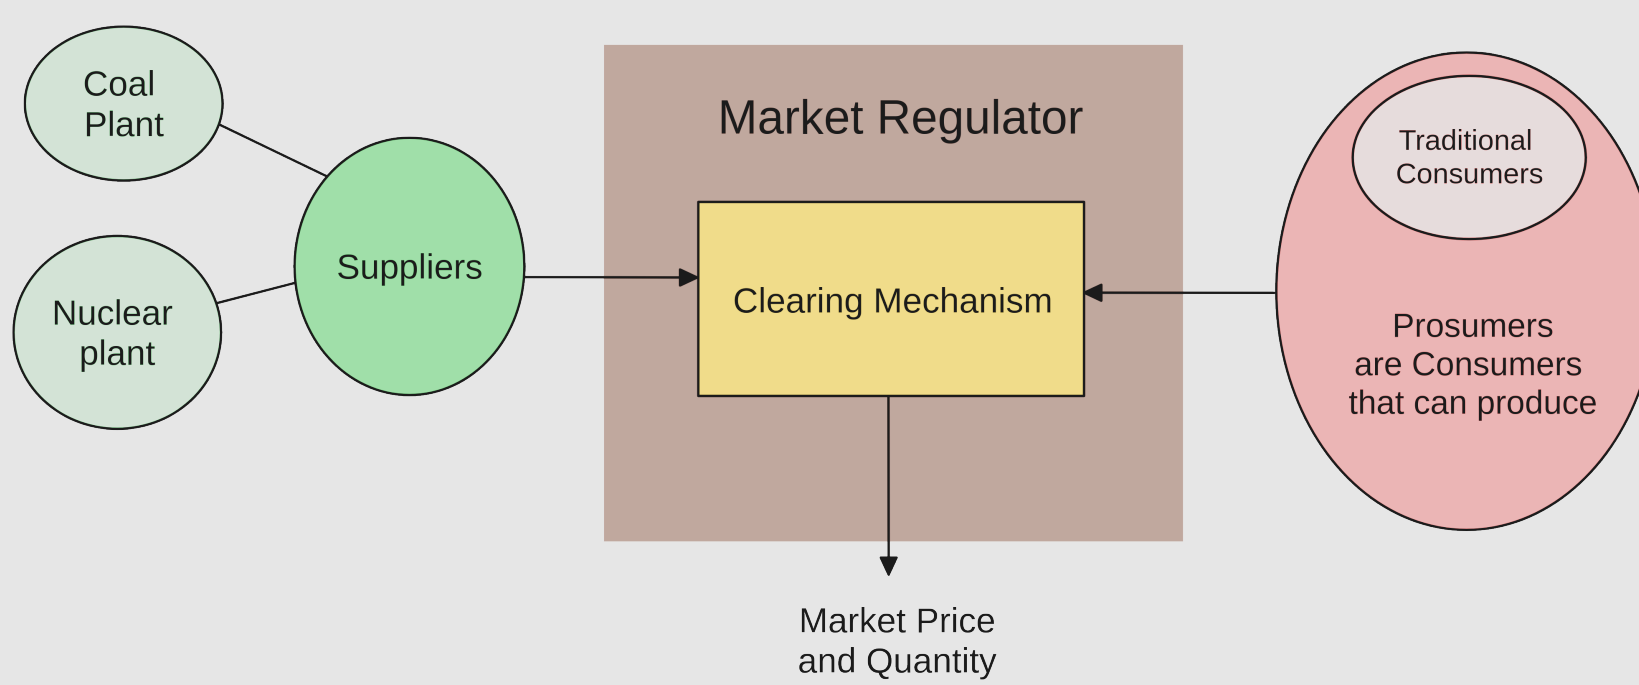 Coal
Plant
Nuclear
plant
Suppliers
Market Regulator
Clearing Mechanism
Market Price
and Quantity
Traditional
Consumers
Prosumers
are Consumers
that can produce